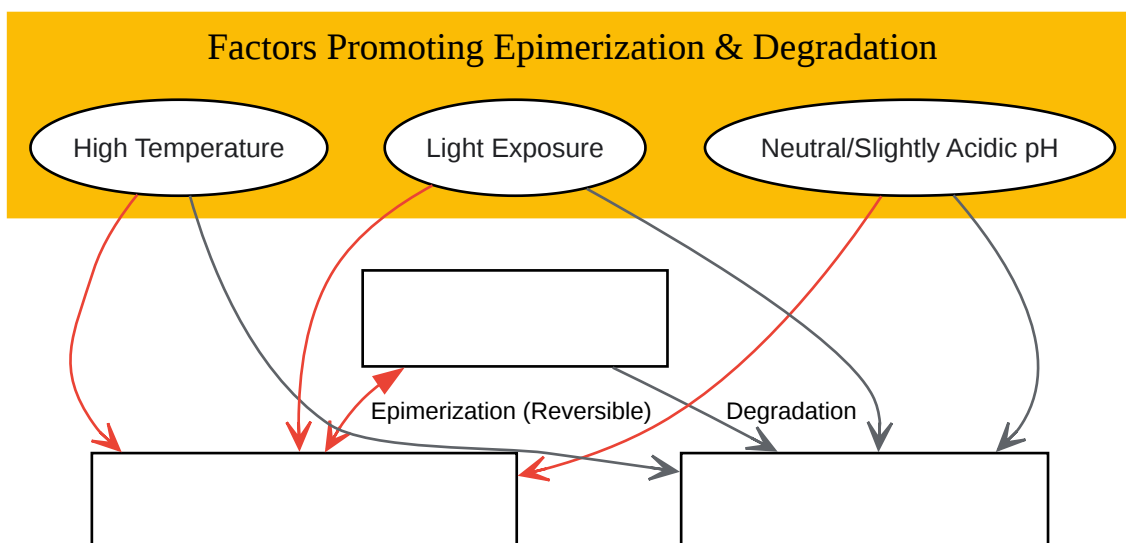 Factors Promoting Epimerization & Degradation
High Temperature
Light Exposure
Neutral/Slightly Acidic pH
Epimerization (Reversible)
Degradation